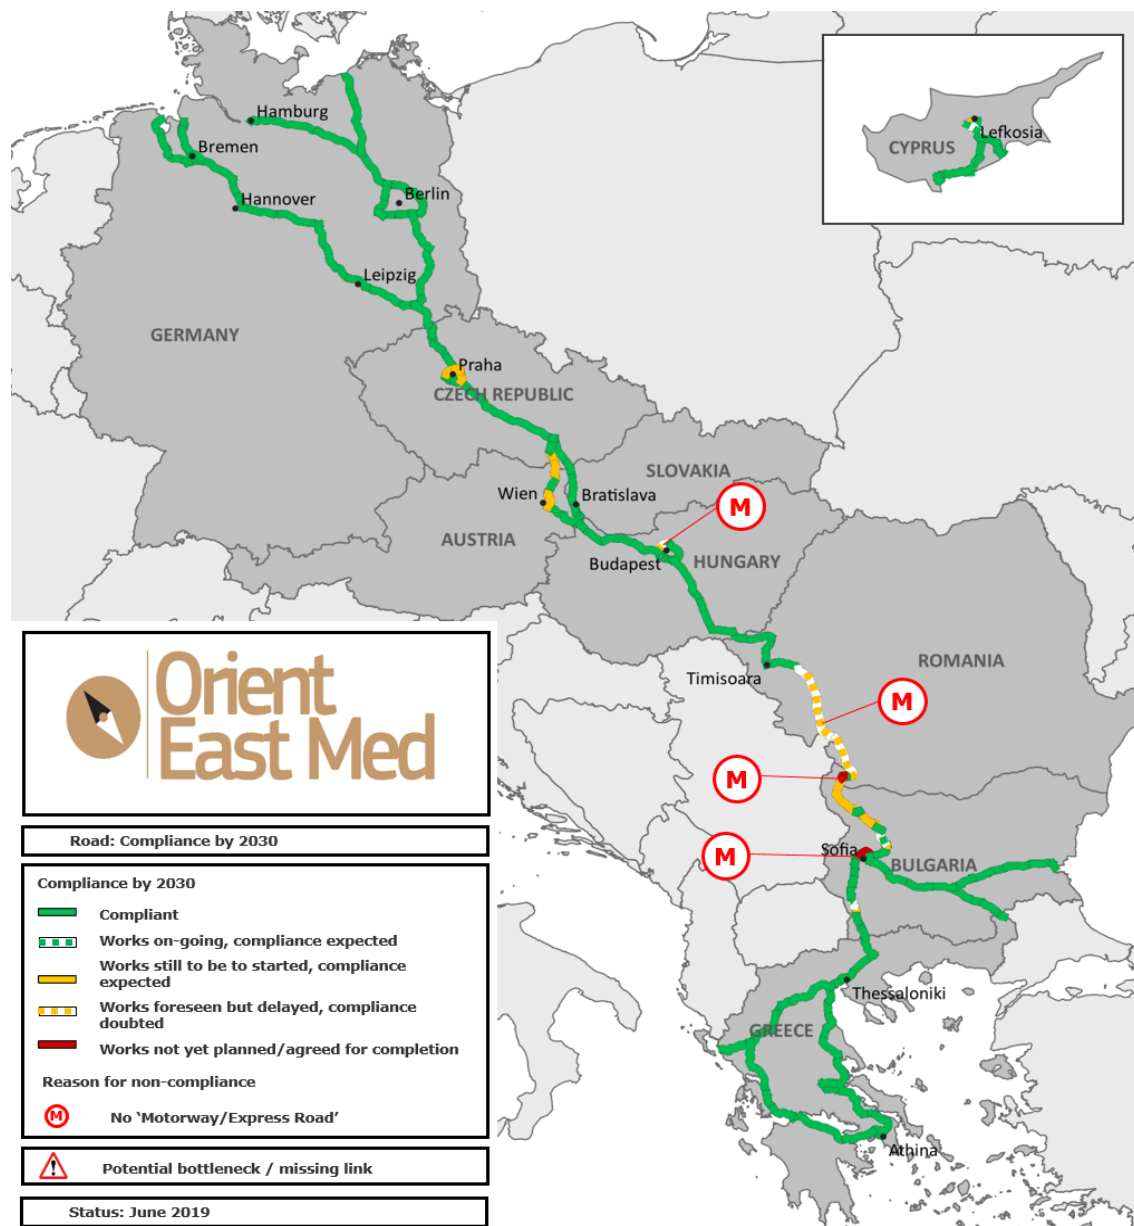 Hamburg
Bremen
Hannover
Berlin
Leipzig
GERMANY
Praha
CZECH REPUBLIC
SLOVAKIA
Wien
Bratislava
AUSTRIA
M
Budapest
HUNGARY
Timisoara
ROMANIA
M
M
M
Sofia
BULGARIA
Thessaloniki
GREECE
Athina
CYPRUS
Lefkosia
Orient
East Med
Road: Compliance by 2030
Compliance by 2030
Compliant
Works on-going, compliance expected
Works still to be to started, compliance
expected
Works foreseen but delayed, compliance
doubted
Works not yet planned/agreed for completion
Reason for non-compliance
M No ‘Motorway/Express Road’
! Potential bottleneck / missing link
Status: June 2019